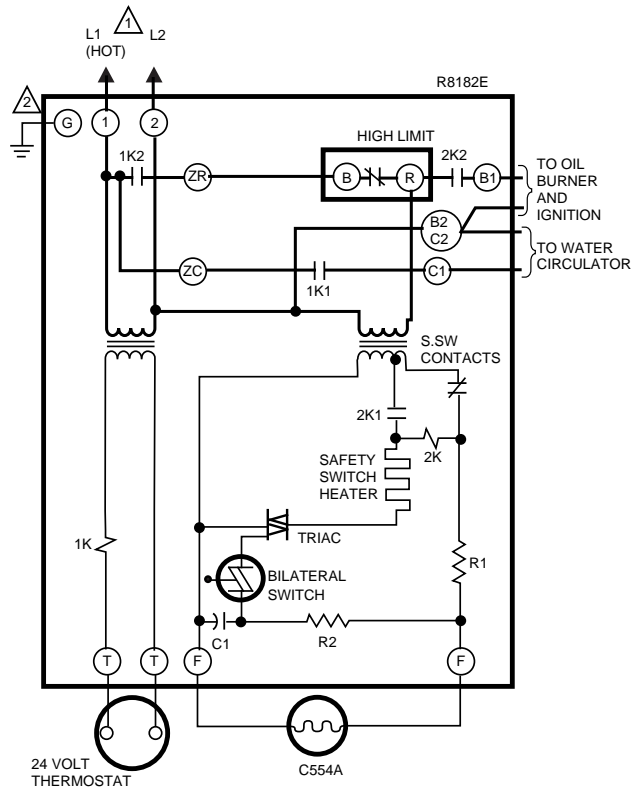 1
L1
(HOT)
L2
R8182E
2
G
1
2
HIGH LIMIT
1K2
ZR
B
R
2K2
B1
TO OIL
BURNER
AND
IGNITION
B2
C2
TO WATER
CIRCULATOR
ZC
1K1
C1
S.SW
CONTACTS
2K1
2K
SAFETY
SWITCH
HEATER
TRIAC
1K
R1
BILATERAL
SWITCH
C1
R2
T
T
F
F
24 VOLT
THERMOSTAT
C554A